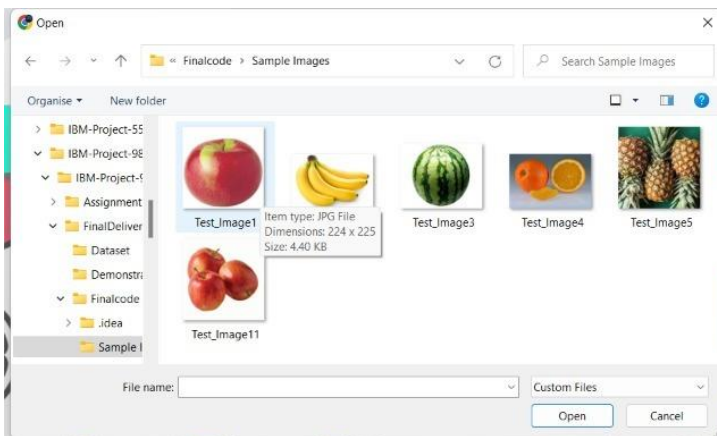 Open
« Finalcode > Sample Images
Search Sample Images
Organise
New folder
IBM-Project-55
IBM-Project-98
IBM-Project-9
Assignment
FinalDeliver
Dataset
Demonstra
Finalcode
.idea
Sample I
Test_Image1
Test_Image3
Test_Image4
Test_Image5
Item type: JPG File
Dimensions: 224 x 225
Size: 4.40 KB
Test_Image11
File name:
Custom Files
Open
Cancel